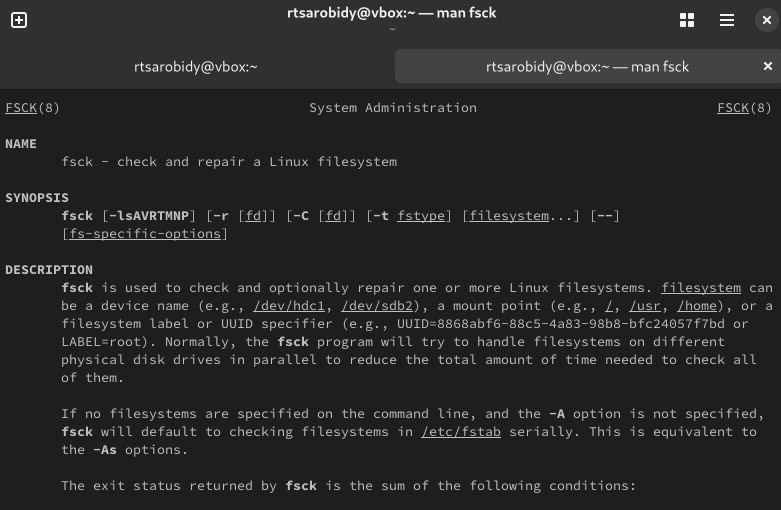 rtsarobidy@vbox:~ — man fsck
~
rtsarobidy@vbox:~ rtsarobidy@vbox:~ — man fsck
FSCK(8) System Administration FSCK(8)
NAME
fsck - check and repair a Linux filesystem
SYNOPSIS
fsck [-lsAVRTMNP] [-r [fd]] [-C [fd]] [-t fstype] [filesystem...] [--]
[fs-specific-options]
DESCRIPTION
fsck is used to check and optionally repair one or more Linux filesystems. filesystem can
be a device name (e.g., /dev/hdc1, /dev/sdb2), a mount point (e.g., /, /usr, /home), or a
filesystem label or UUID specifier (e.g., UUID=8868abf6-88c5-4a83-98b8-bfc24057f7bd or
LABEL=root). Normally, the fsck program will try to handle filesystems on different
physical disk drives in parallel to reduce the total amount of time needed to check all
of them.
If no filesystems are specified on the command line, and the -A option is not specified,
fsck will default to checking filesystems in /etc/fstab serially. This is equivalent to
the -As options.
The exit status returned by fsck is the sum of the following conditions: